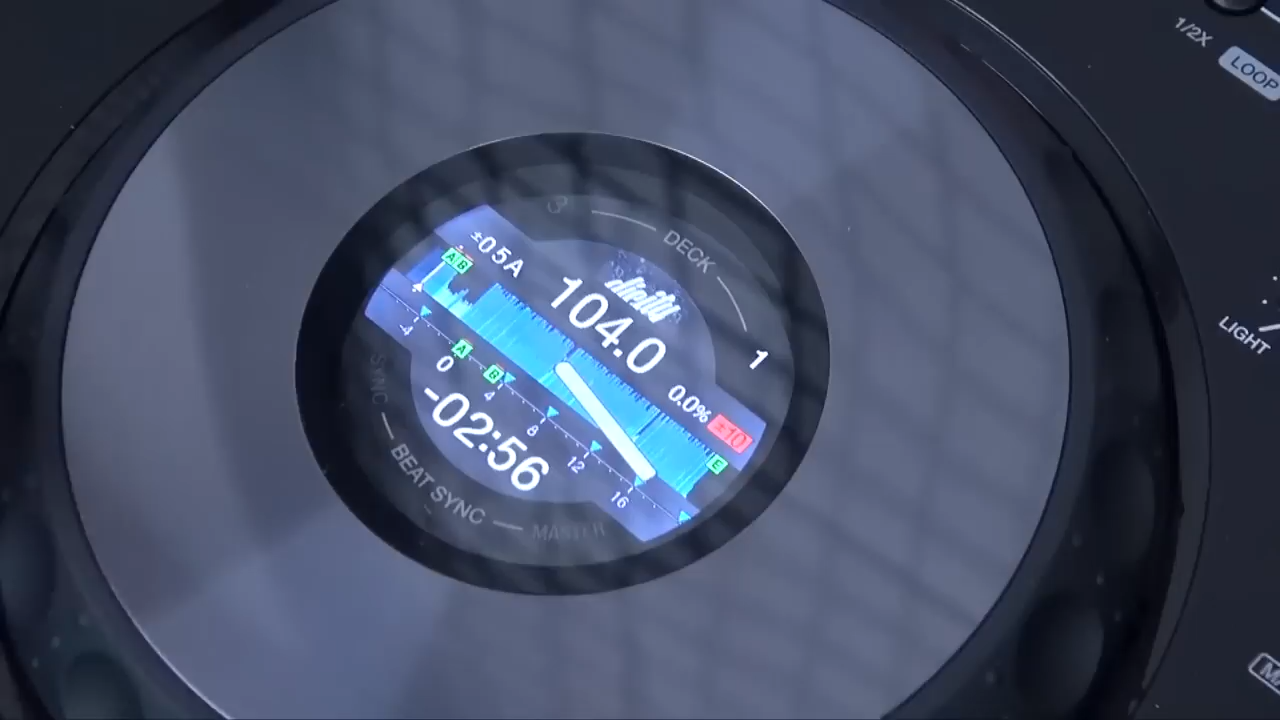 1/2X
LOOP
3
DECK
1
±0 5A
A B
104.0
0.0% ±10
E
LIGHT
A B
-4 0 4 8 12 16
-02:56
SYNC
BEAT SYNC
MASTER